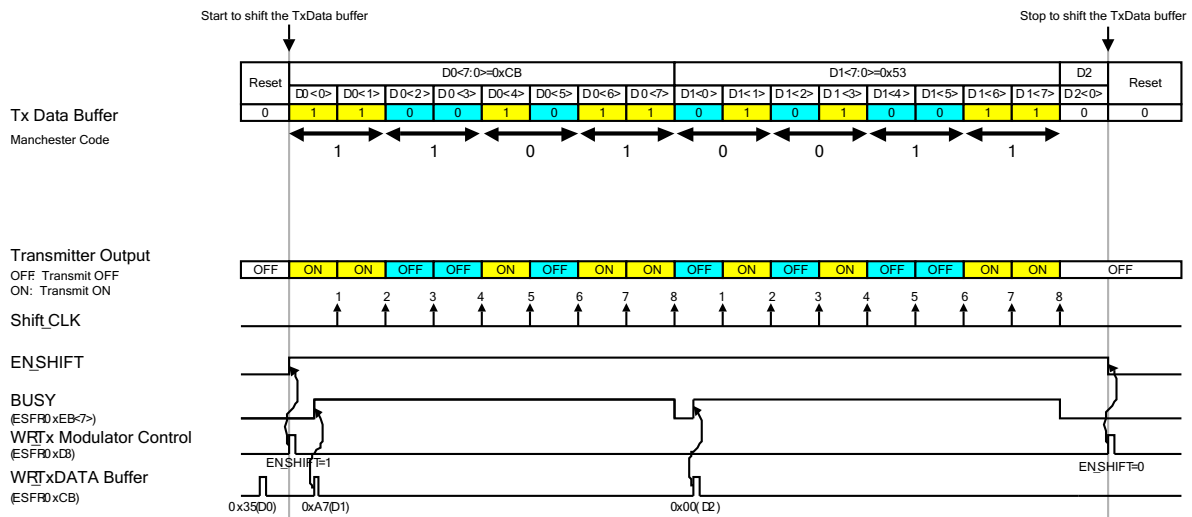 Start to shift the TxData buffer Stop to shift the TxData buffer
Reset D0<7:0>=0xCB D1<7:0>=0x53 D2 Reset
D0<0> D0<1> D0<2> D0<3> D0<4> D0<5> D0<6> D0<7> D1<0> D1<1> D1<2> D1<3> D1<4> D1<5> D1<6> D1<7> D2<0>
Tx Data Buffer 0 1 1 0 0 1 0 1 1 0 1 0 1 0 0 1 1 0 0
Manchester Code 1 1 0 1 0 0 1 1
Transmitter Output
OFF: Transmit OFF
ON: Transmit ON
OFF ON ON OFF OFF ON OFF ON ON OFF ON OFF ON OFF OFF ON ON OFF
1 2 3 4 5 6 7 8 1 2 3 4 5 6 7 8
Shift_CLK
EN_SHIFT
BUSY
(ESFR0xEB<7>)
WR_Tx Modulator Control
(ESFR0xD3)
EN_SHIFT=1 EN_SHIFT=0
WR_TxDATA Buffer
(ESFR0xCB)
0x35(D0) 0xA7(D1) 0x00(D2)